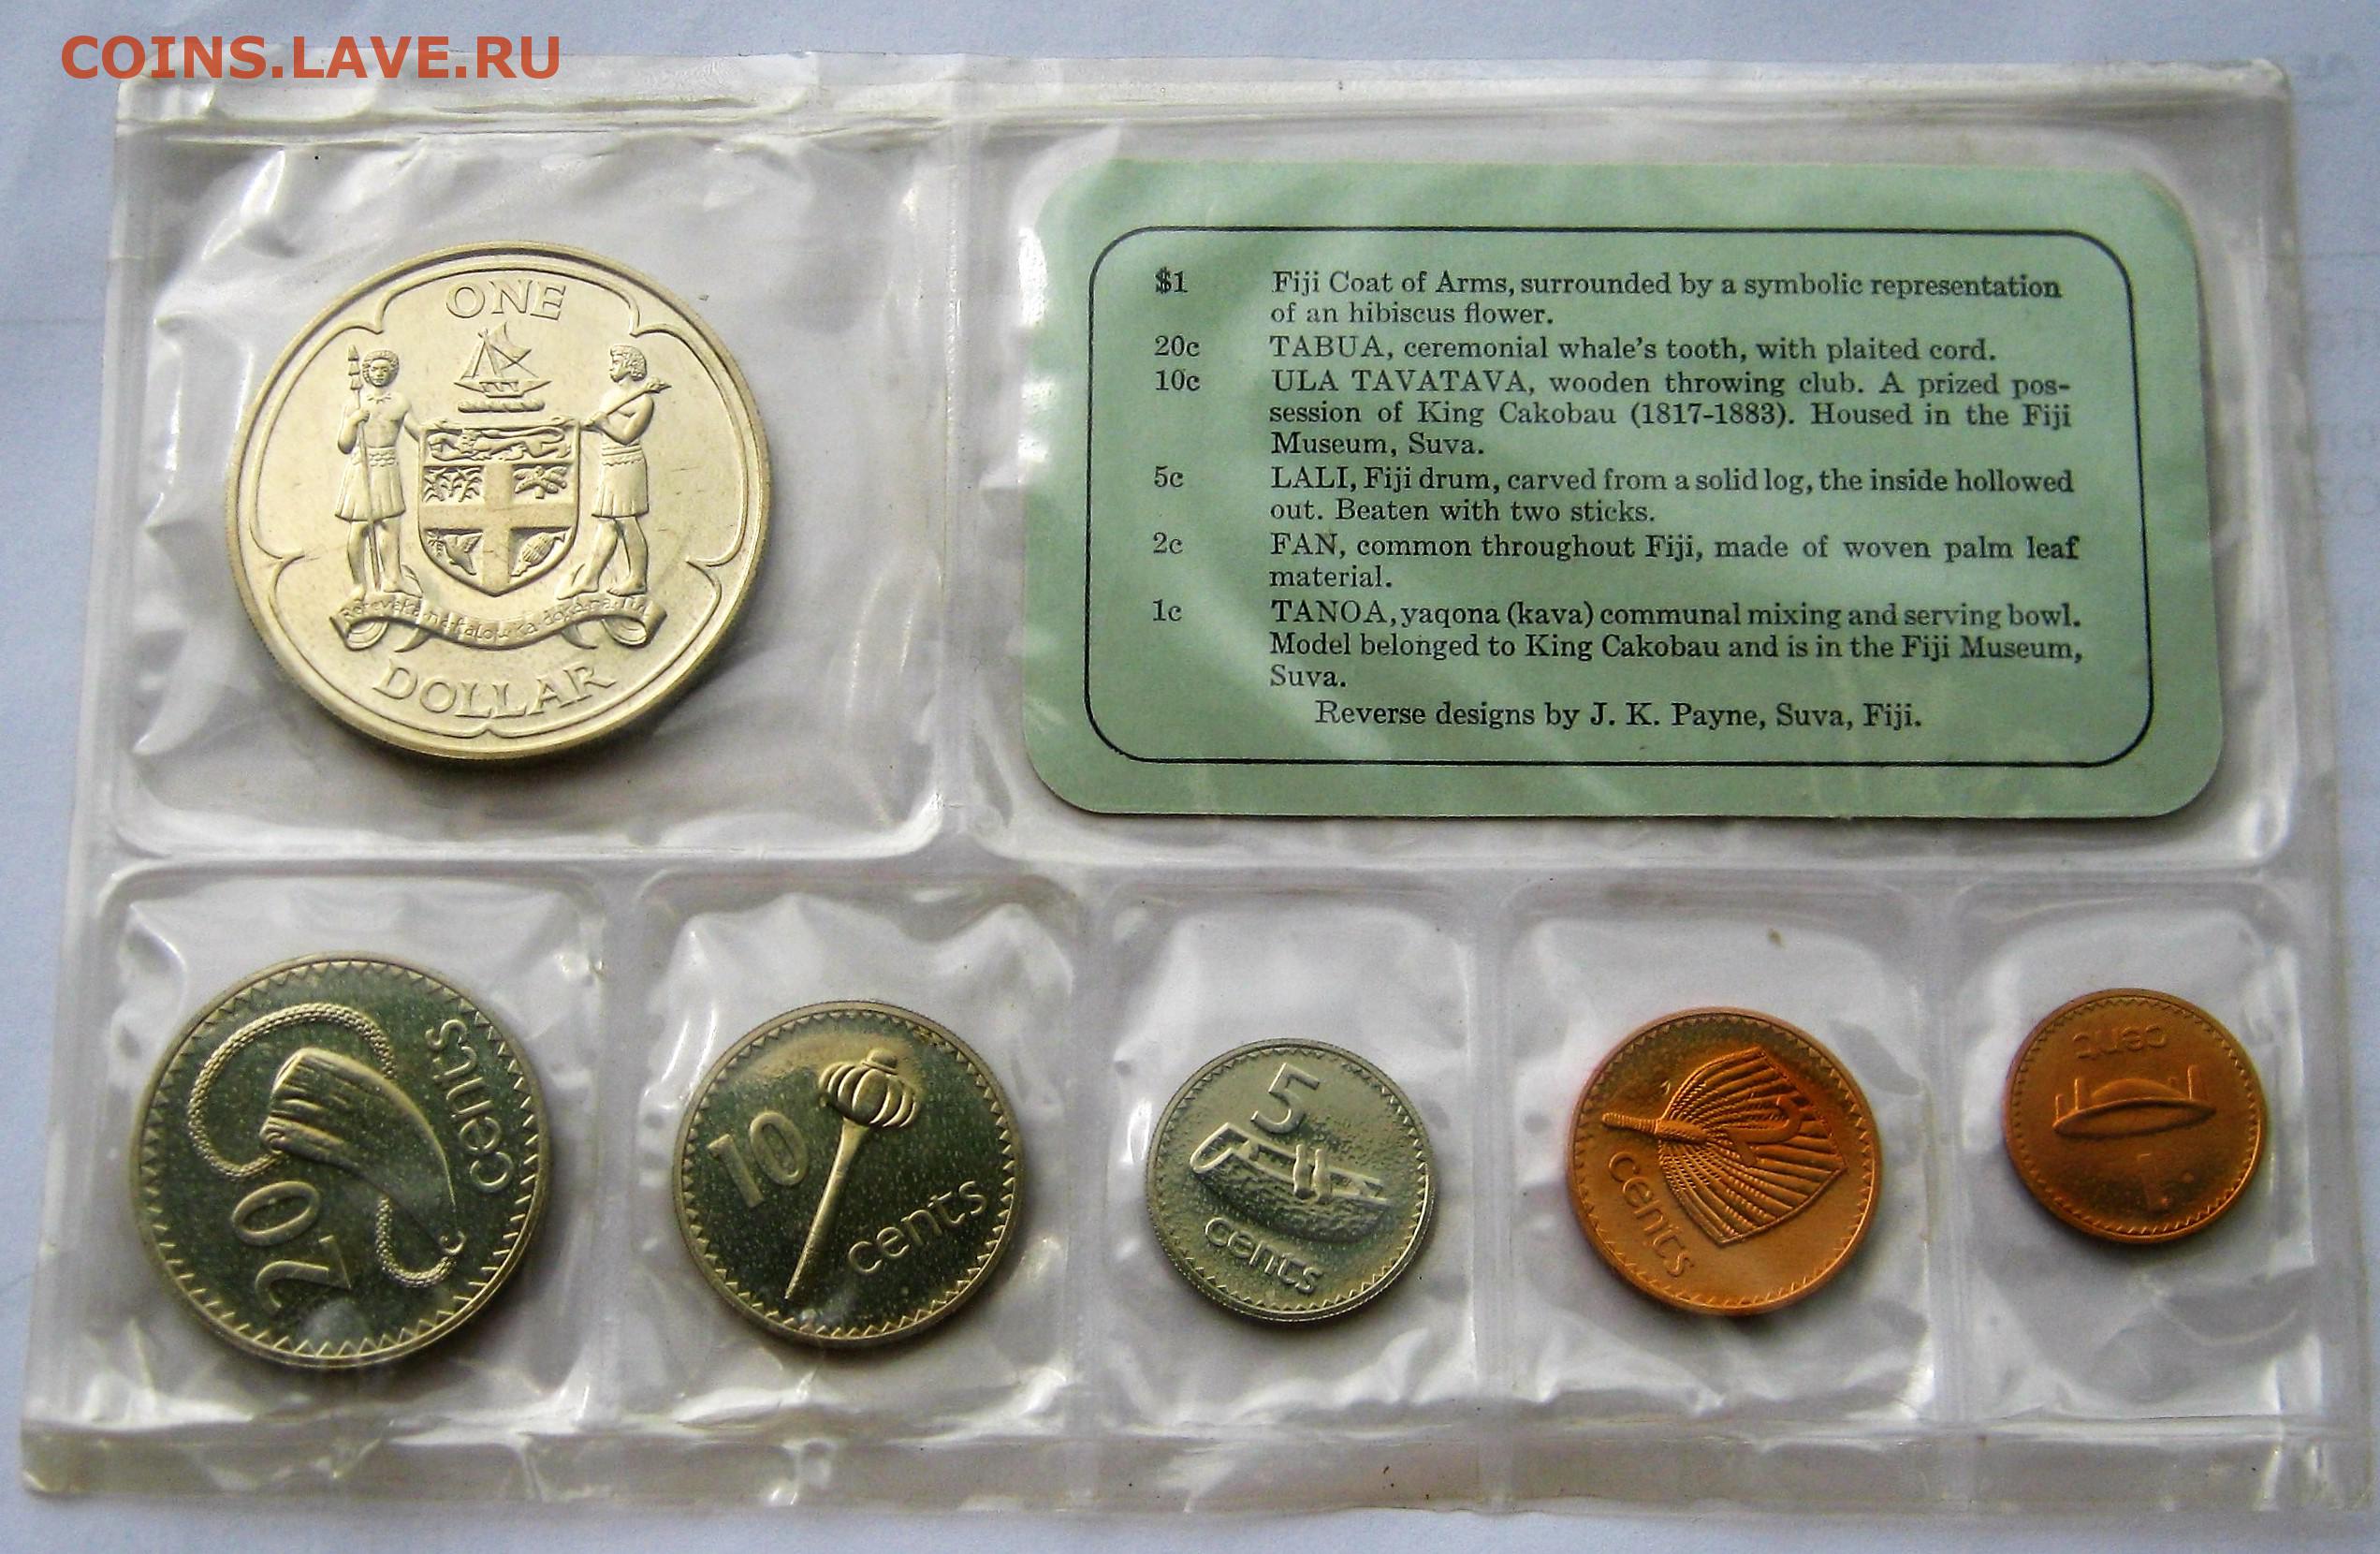 COINS.LAVE.RU
ONE
DOLLAR
$1 Fiji Coat of Arms, surrounded by a symbolic representation
of an hibiscus flower.
20c TABUA, ceremonial whale's tooth, with plaited cord.
10c ULA TAVATAVA, wooden throwing club. A prized pos-
session of King Cakobau (1817-1883). Housed in the Fiji
Museum, Suva.
5c LALI, Fiji drum, carved from a solid log, the inside hollowed
out. Beaten with two sticks.
2c FAN, common throughout Fiji, made of woven palm leaf
material.
1c TANOA, yaqona (kava) communal mixing and serving bowl.
Model belonged to King Cakobau and is in the Fiji Museum,
Suva.
Reverse designs by J. K. Payne, Suva, Fiji.
20
cents
10
cents
5
cents
2
cents
1
cent